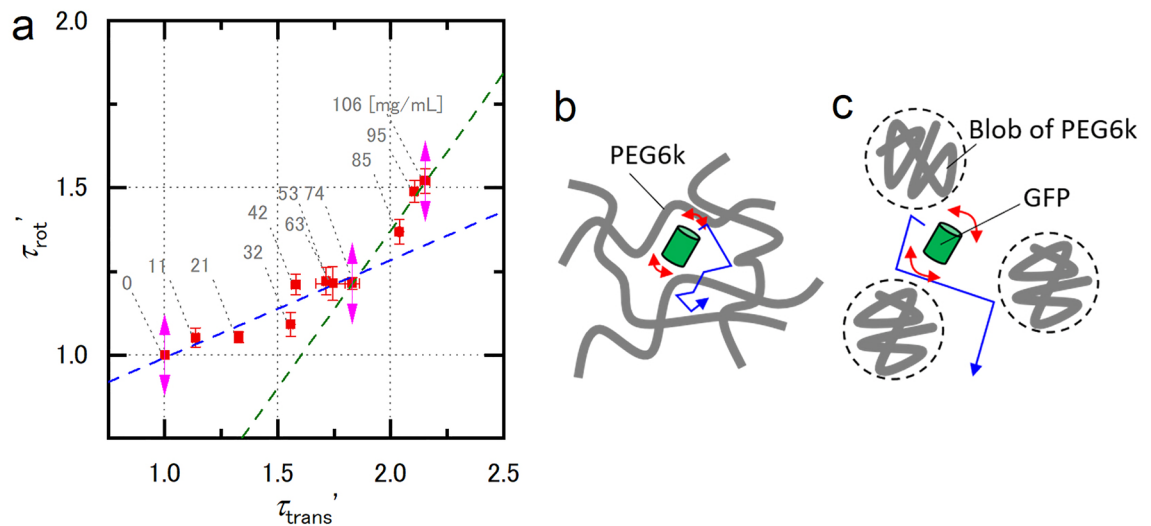 a
2.0
1.5
1.0
τrot'
1.0
1.5
2.0
2.5
τtrans'
0
11
21
32
42
53
63
74
85
95
106 [mg/mL]
b
PEG6k
c
Blob of PEG6k
GFP